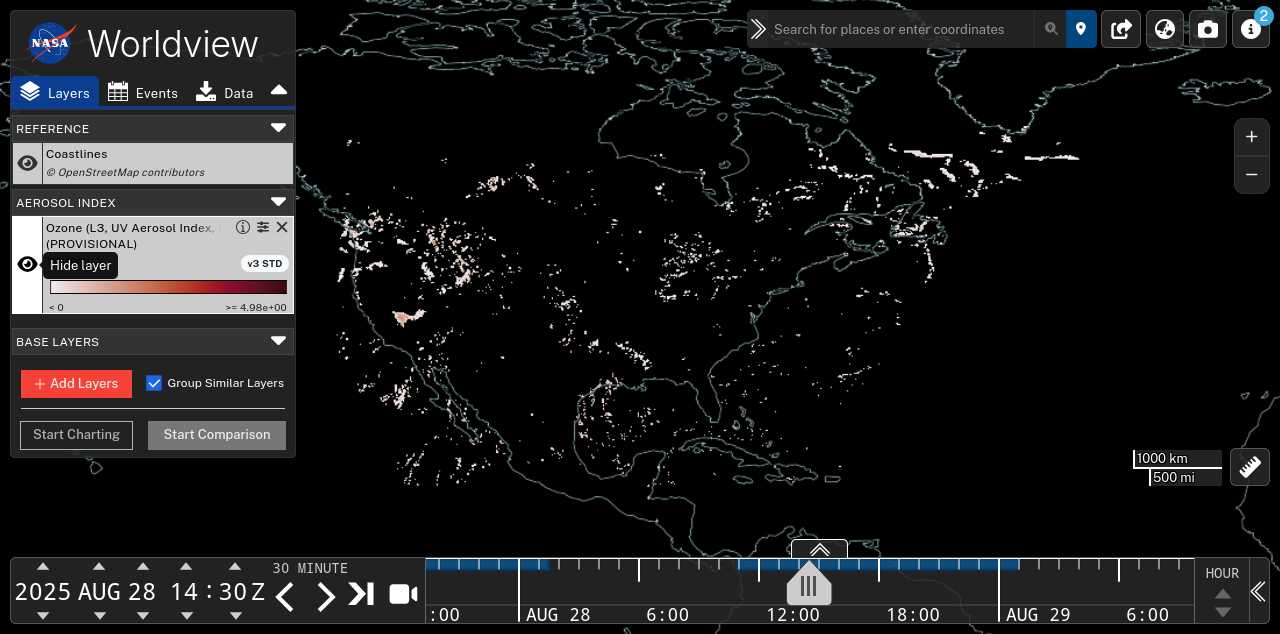 NASA
Worldview
Layers
Events
Data
REFERENCE
Coastlines
© OpenStreetMap contributors
AEROSOL INDEX
Ozone (L3, UV Aerosol Index,
(PROVISIONAL)
Hide layer
v3 STD
< 0
>= 4.98e+00
BASE LAYERS
+ Add Layers
Group Similar Layers
Start Charting
Start Comparison
Search for places or enter coordinates
2
+
−
1000 km
500 mi
2025 AUG 28 14 : 30 Z
30 MINUTE
:00
AUG 28
6:00
12:00
18:00
AUG 29
6:00
HOUR